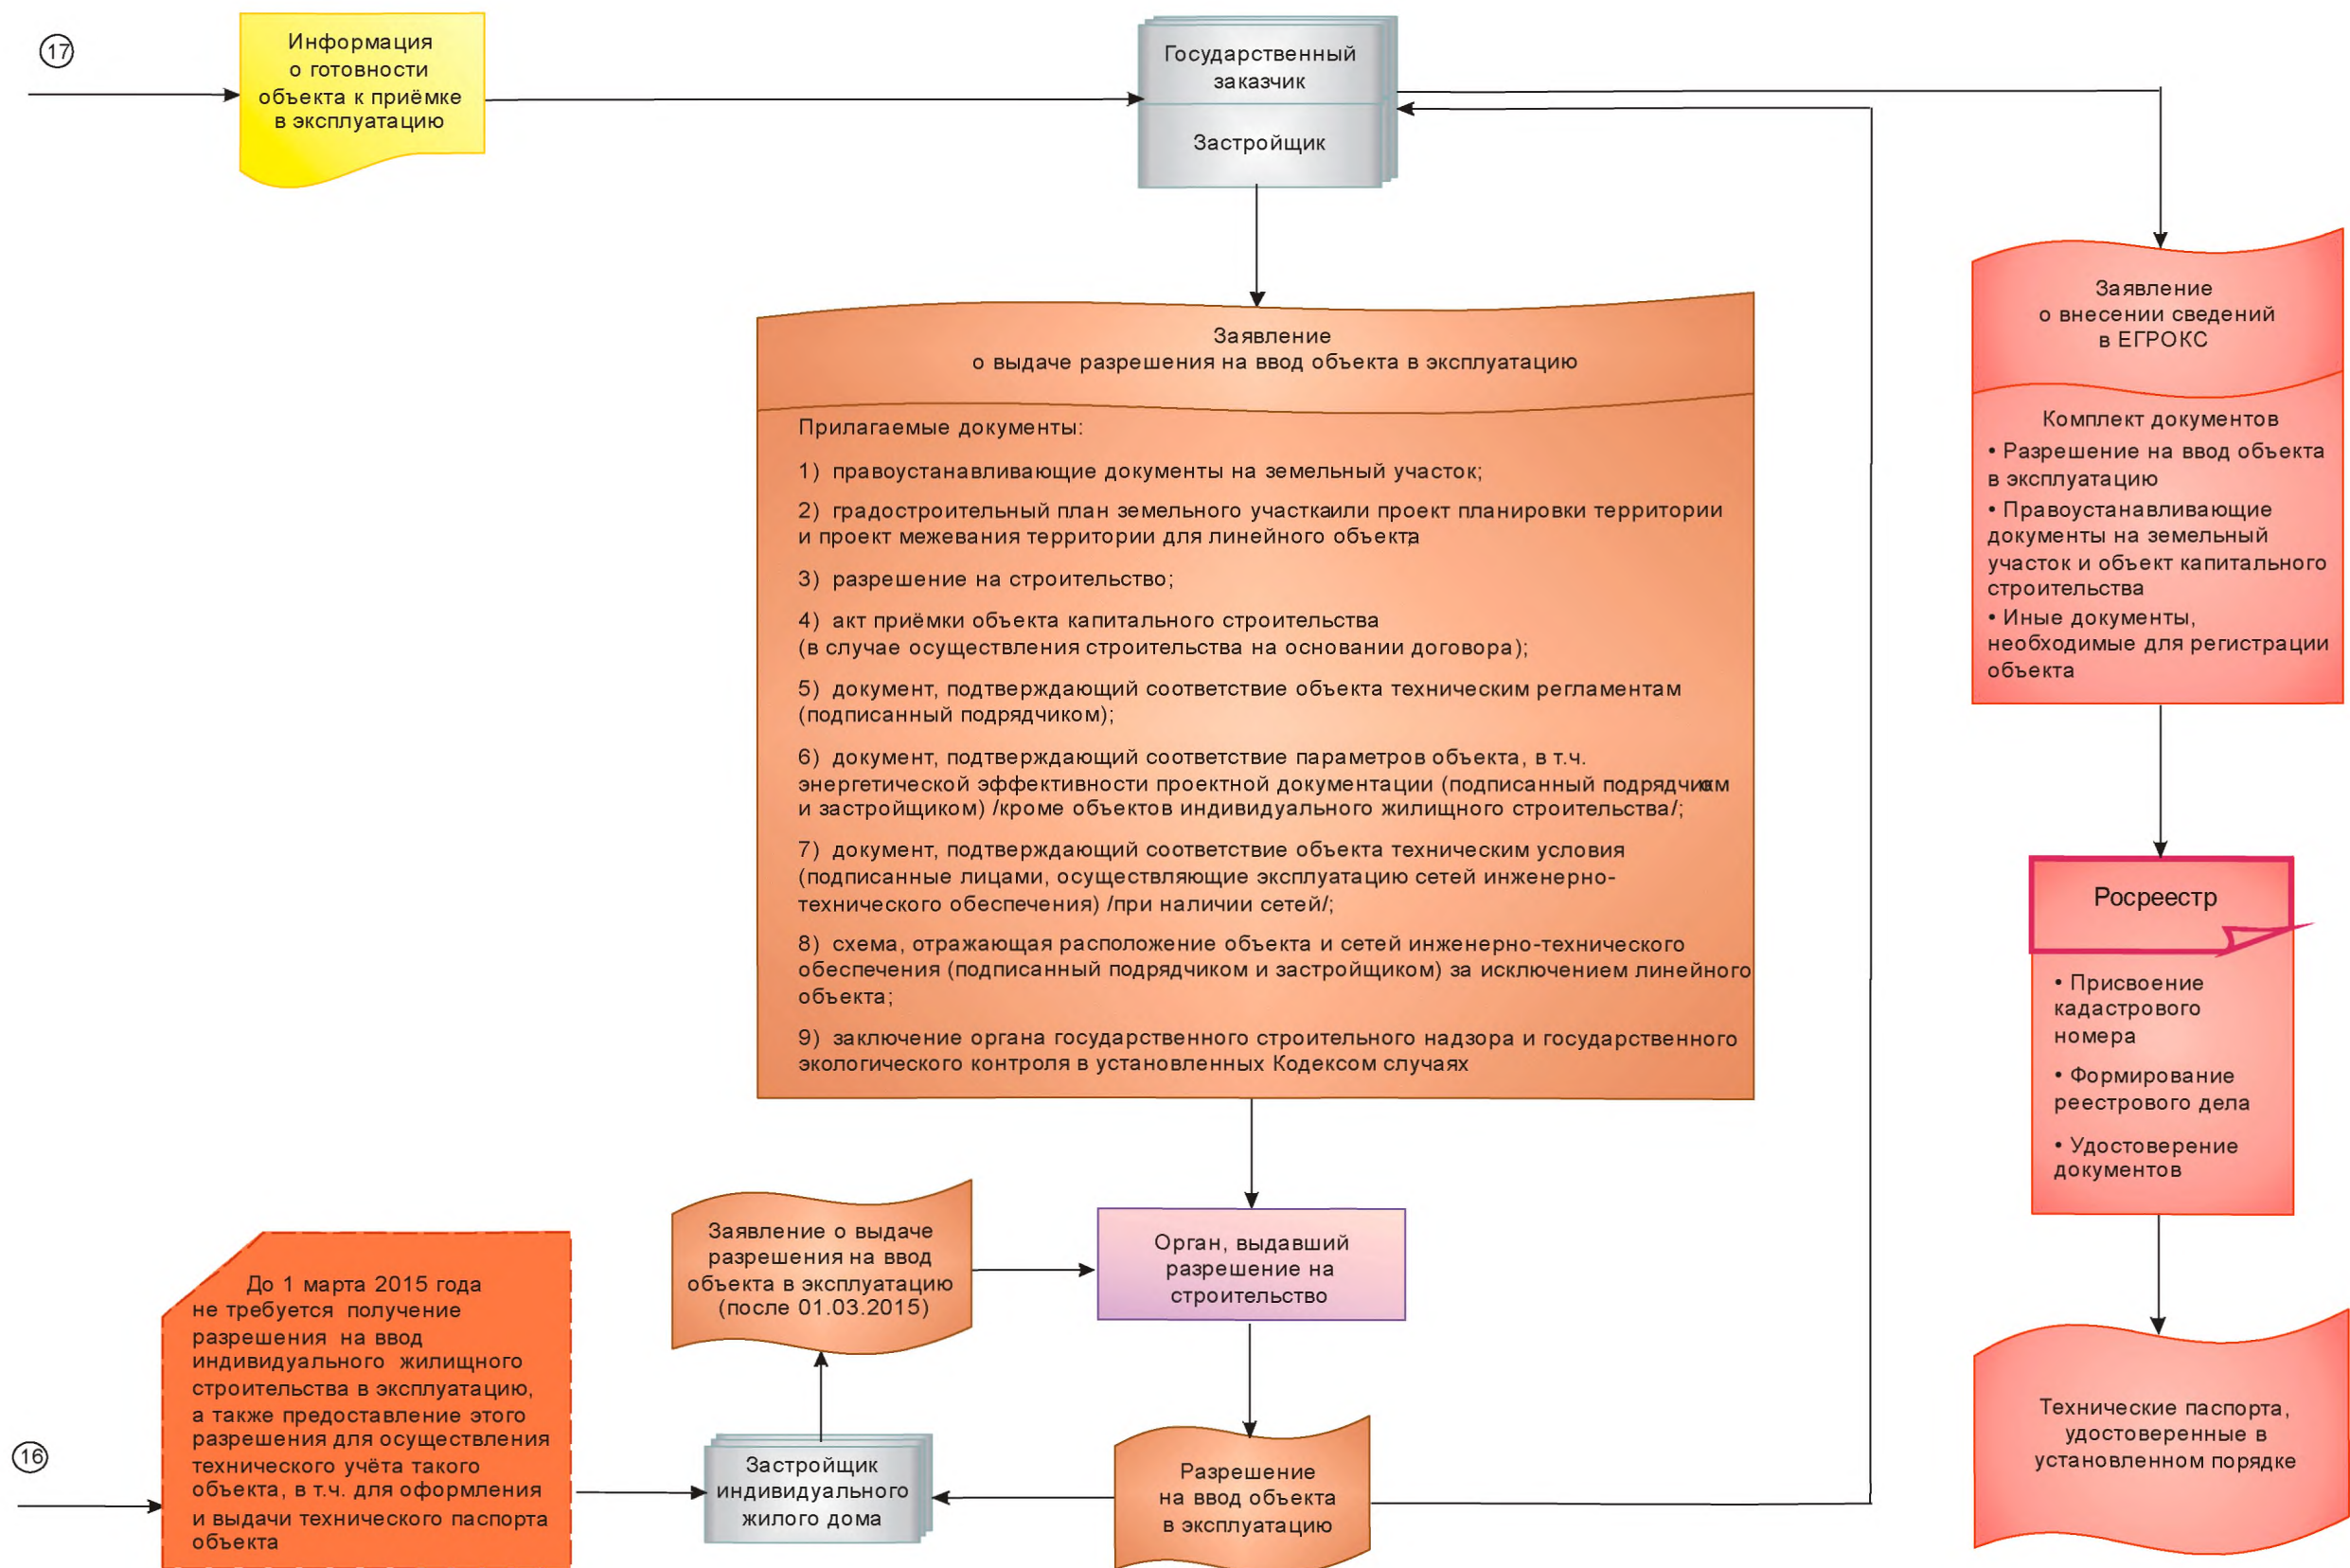 17
Информация
о готовности
объекта к приёмке
в эксплуатацию
Государственный
заказчик
Застройщик
Заявление
о выдаче разрешения на ввод объекта в эксплуатацию
Прилагаемые документы:
1) правоустанавливающие документы на земельный участок;
2) градостроительный план земельного участкаили проект планировки территории
и проект межевания территории для линейного объекта;
3) разрешение на строительство;
4) акт приёмки объекта капитального строительства
(в случае осуществления строительства на основании договора);
5) документ, подтверждающий соответствие объекта техническим регламентам
(подписанный подрядчиком);
6) документ, подтверждающий соответствие параметров объекта, в т.ч.
энергетической эффективности проектной документации (подписанный подрядчиком
и застройщиком) /кроме объектов индивидуального жилищного строительства/;
7) документ, подтверждающий соответствие объекта техническим условия
(подписанные лицами, осуществляющие эксплуатацию сетей инженерно-
технического обеспечения) /при наличии сетей/;
8) схема, отражающая расположение объекта и сетей инженерно-технического
обеспечения (подписанный подрядчиком и застройщиком) за исключением линейного
объекта;
9) заключение органа государственного строительного надзора и государственного
экологического контроля в установленных Кодексом случаях
Заявление
о внесении сведений
в ЕГРОКС
Комплект документов
• Разрешение на ввод объекта
в эксплуатацию
• Правоустанавливающие
документы на земельный
участок и объект капитального
строительства
• Иные документы,
необходимые для регистрации
объекта
Росреестр
• Присвоение
кадастрового
номера
• Формирование
реестрового дела
• Удостоверение
документов
Технические паспорта,
удостоверенные в
установленном порядке
Заявление о выдаче
разрешения на ввод
объекта в эксплуатацию
(после 01.03.2015)
Орган, выдавший
разрешение на
строительство
16
До 1 марта 2015 года
не требуется получение
разрешения на ввод
индивидуального жилищного
строительства в эксплуатацию,
а также предоставление этого
разрешения для осуществления
технического учёта такого
объекта, в т.ч. для оформления
и выдачи технического паспорта
объекта
Застройщик
индивидуального
жилого дома
Разрешение
на ввод объекта
в эксплуатацию